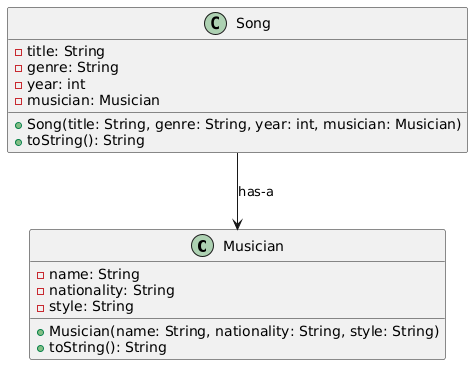 C Song
title: String
genre: String
year: int
musician: Musician
Song(title: String, genre: String, year: int, musician: Musician)
toString(): String
has-a
C Musician
name: String
nationality: String
style: String
Musician(name: String, nationality: String, style: String)
toString(): String